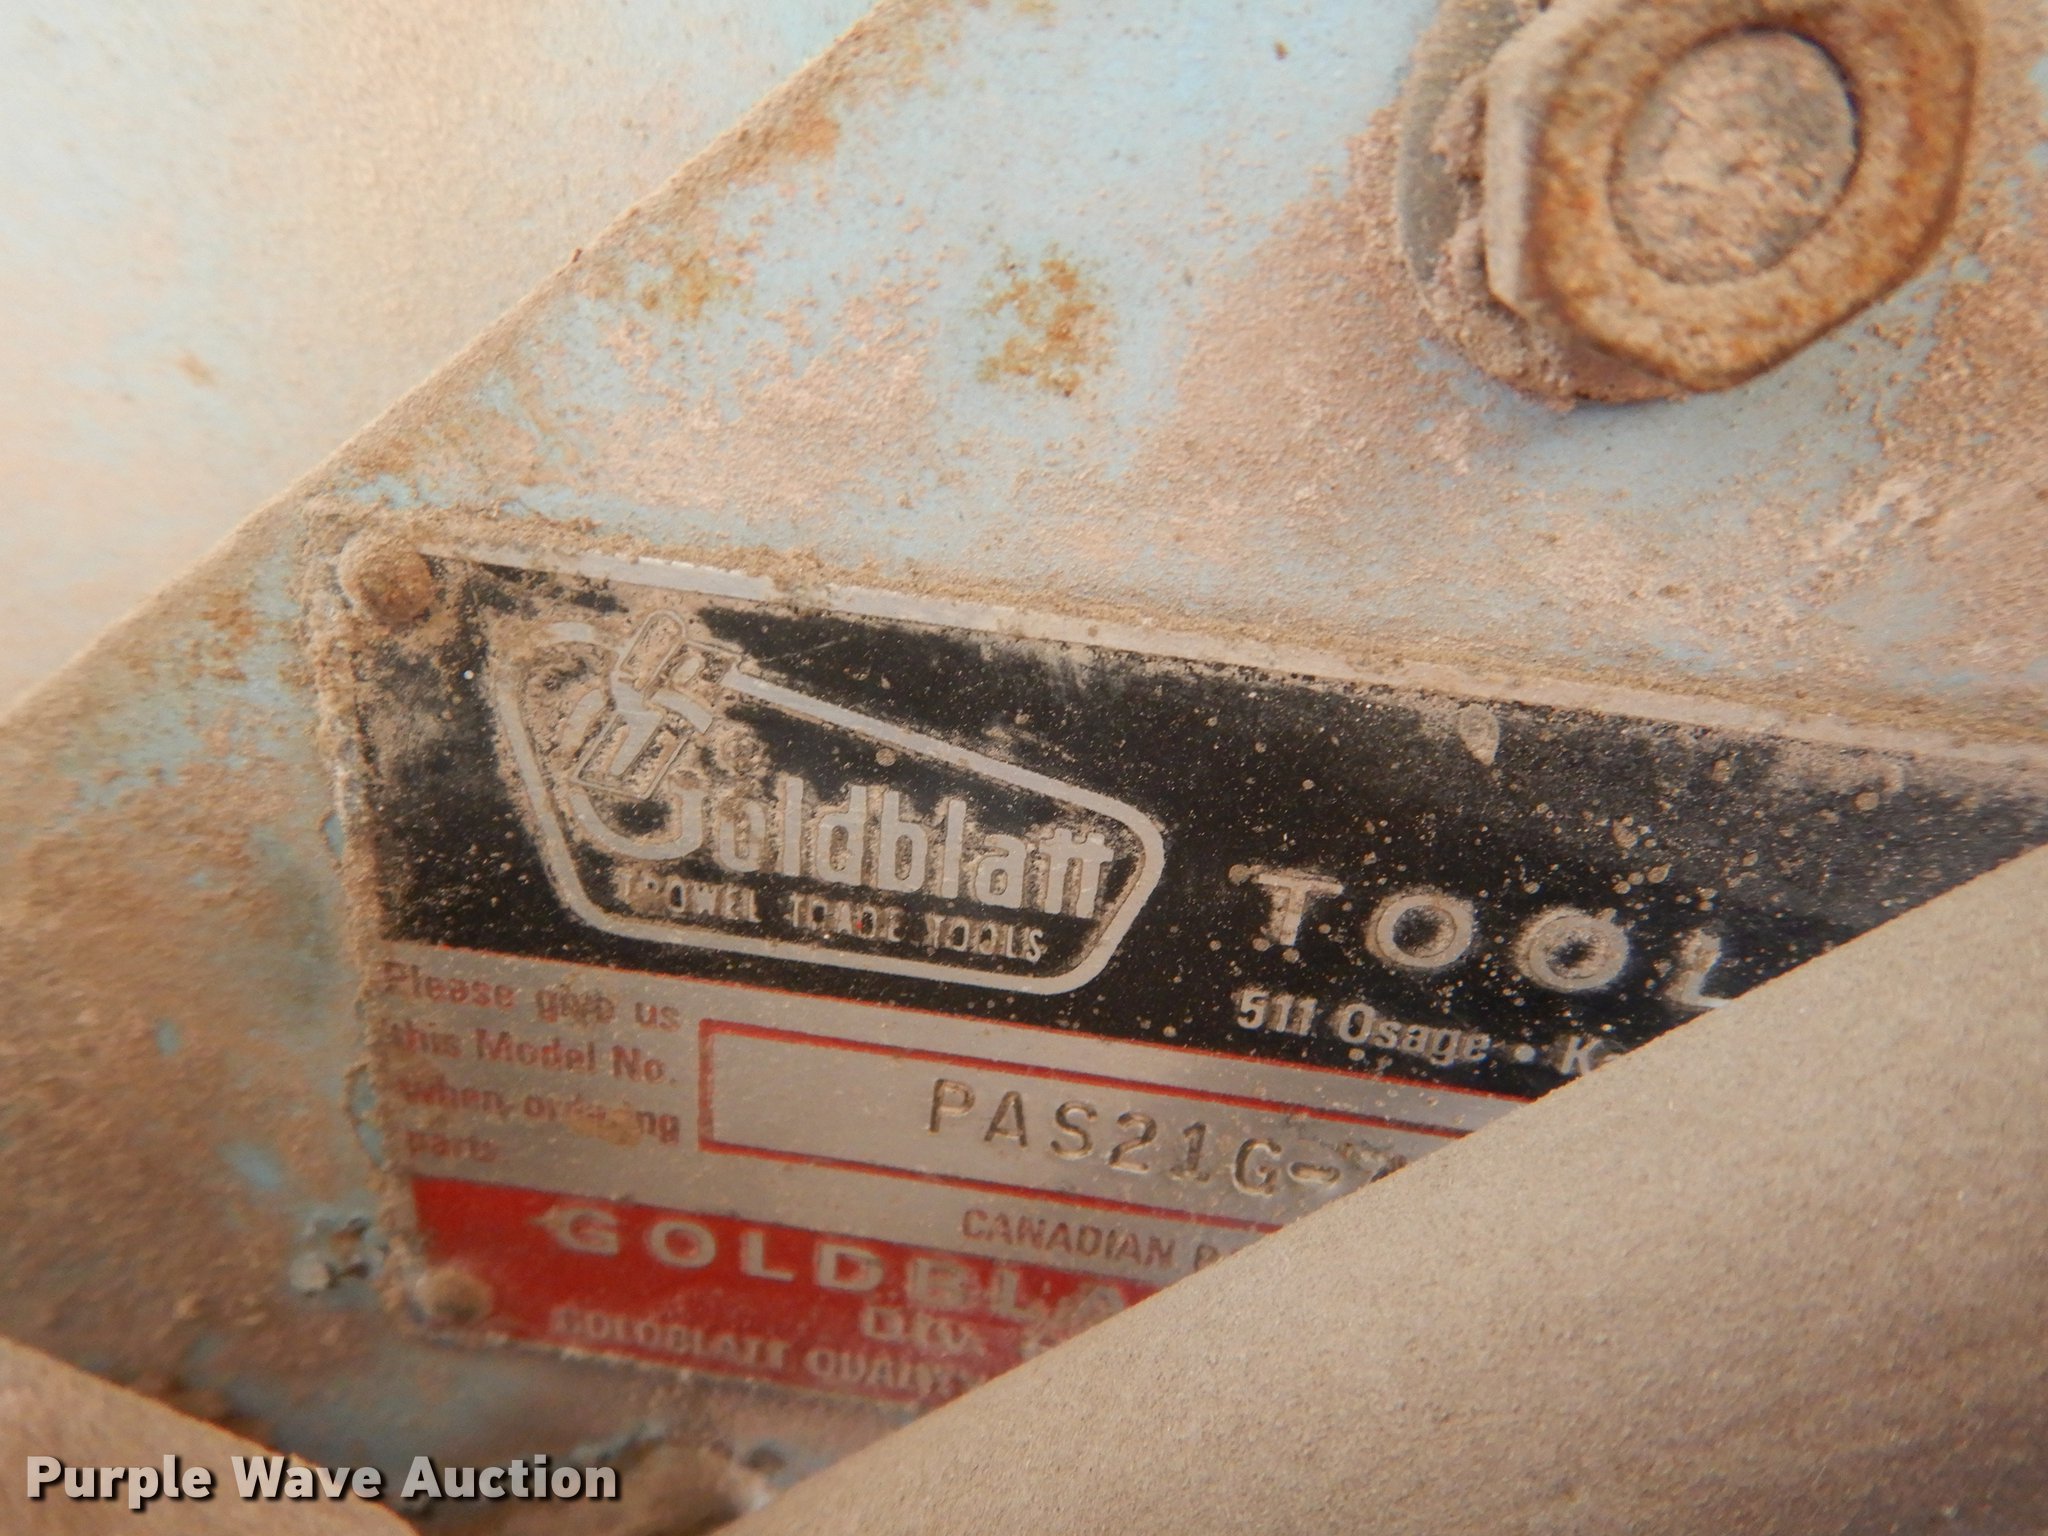 Goldblatt
TROWEL TRADE TOOLS
TOOL
511 Osage • K
Please give us
this Model No.
when ordering
parts
PAS21G-
CANADIAN
GOLDBLA
DIV.
GOLDBLATT QUALITY
Purple Wave Auction